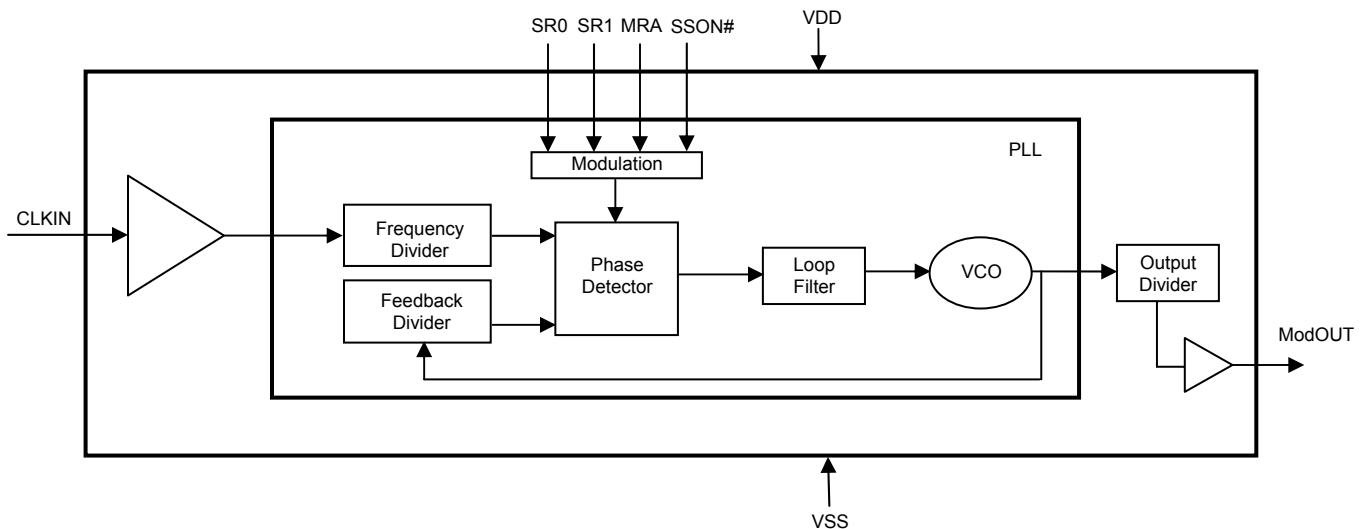 SR0 SR1 MRA SSON#
VDD
Modulation
PLL
CLKIN
Frequency
Divider
Phase
Detector
Loop
Filter
VCO
Output
Divider
Feedback
Divider
ModOUT
VSS